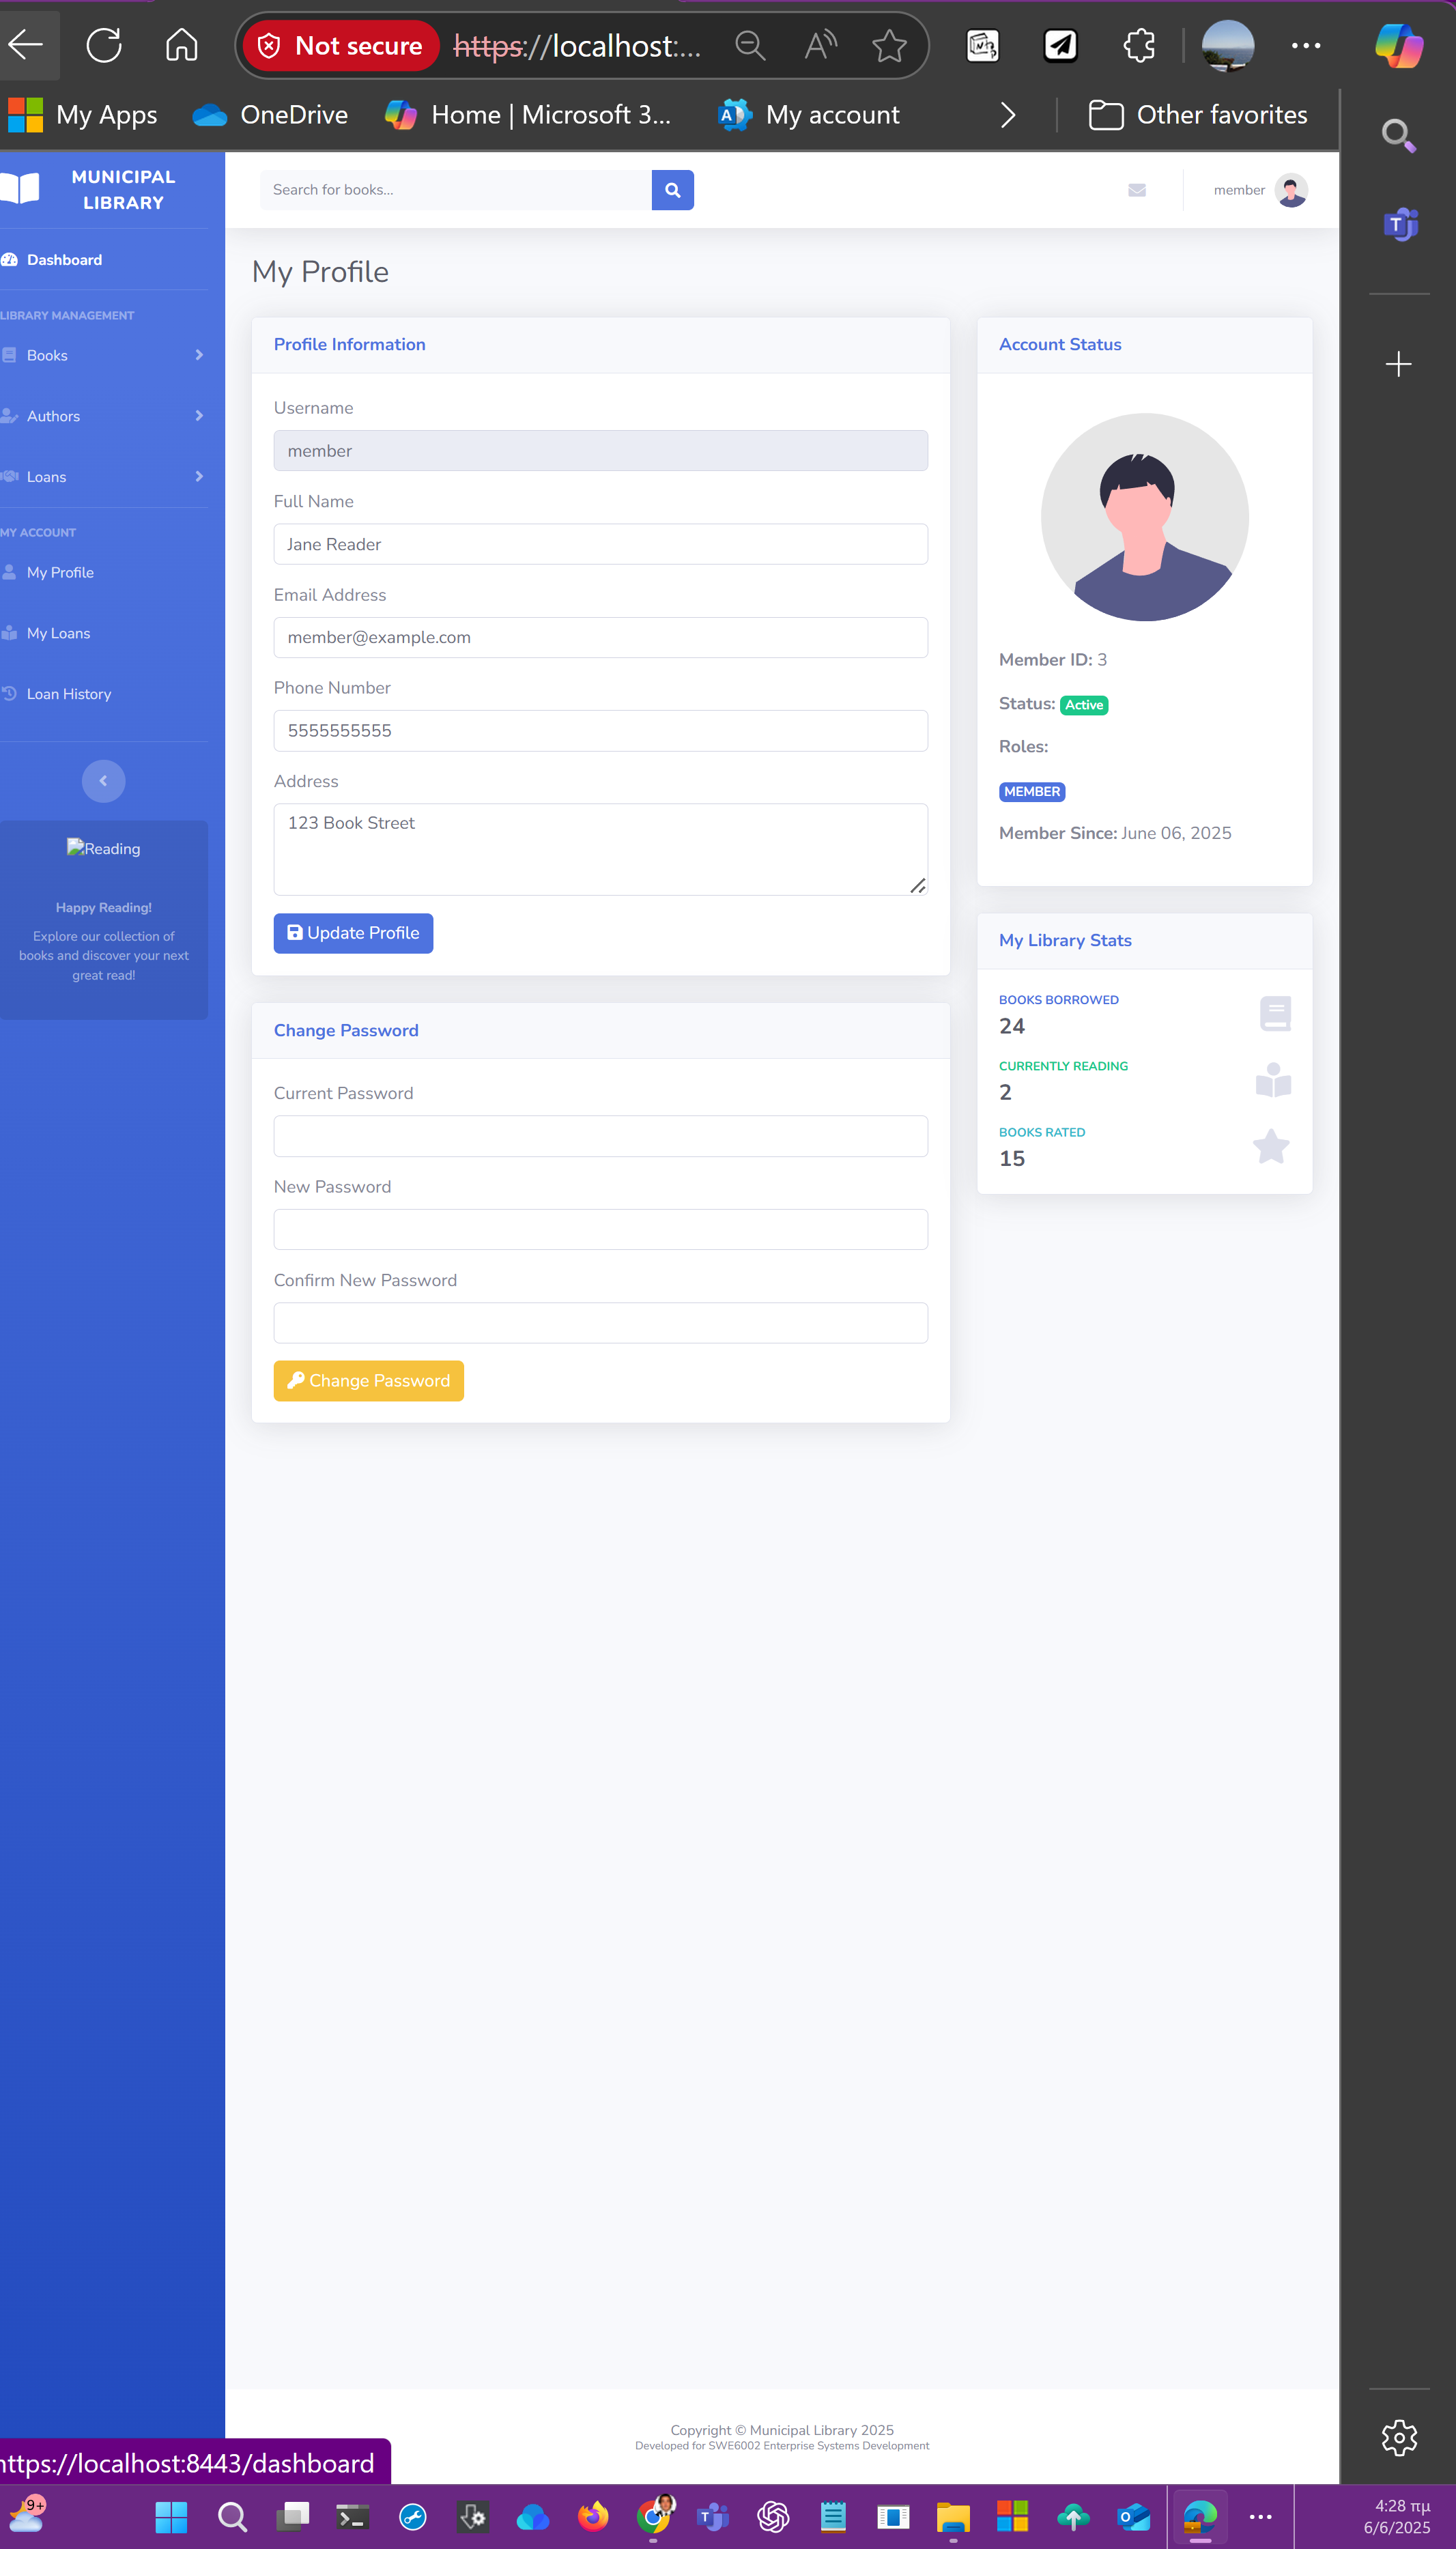 Not secure
https://localhost:...
My Apps
OneDrive
Home | Microsoft 3...
My account
Other favorites
MUNICIPAL
LIBRARY
Dashboard
LIBRARY MANAGEMENT
Books
Authors
Loans
MY ACCOUNT
My Profile
My Loans
Loan History
Reading
Happy Reading!
Explore our collection of
books and discover your next
great read!
Search for books...
member
My Profile
Profile Information
Username
member
Full Name
Jane Reader
Email Address
member@example.com
Phone Number
5555555555
Address
123 Book Street
Update Profile
Change Password
Current Password
New Password
Confirm New Password
Change Password
Account Status
Member ID: 3
Status: Active
Roles:
MEMBER
Member Since: June 06, 2025
My Library Stats
BOOKS BORROWED
24
CURRENTLY READING
2
BOOKS RATED
15
Copyright © Municipal Library 2025
Developed for SWE6002 Enterprise Systems Development
https://localhost:8443/dashboard
9+
4:28 πμ
6/6/2025